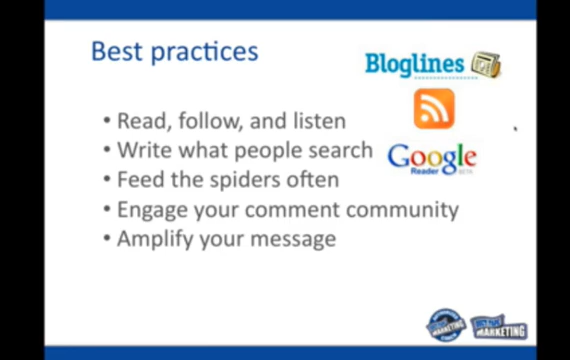 Best practices
Bloglines
• Read, follow, and listen
• Write what people search
Google
Reader BETA
• Feed the spiders often
• Engage your comment community
• Amplify your message
MARKETING
MARKETING